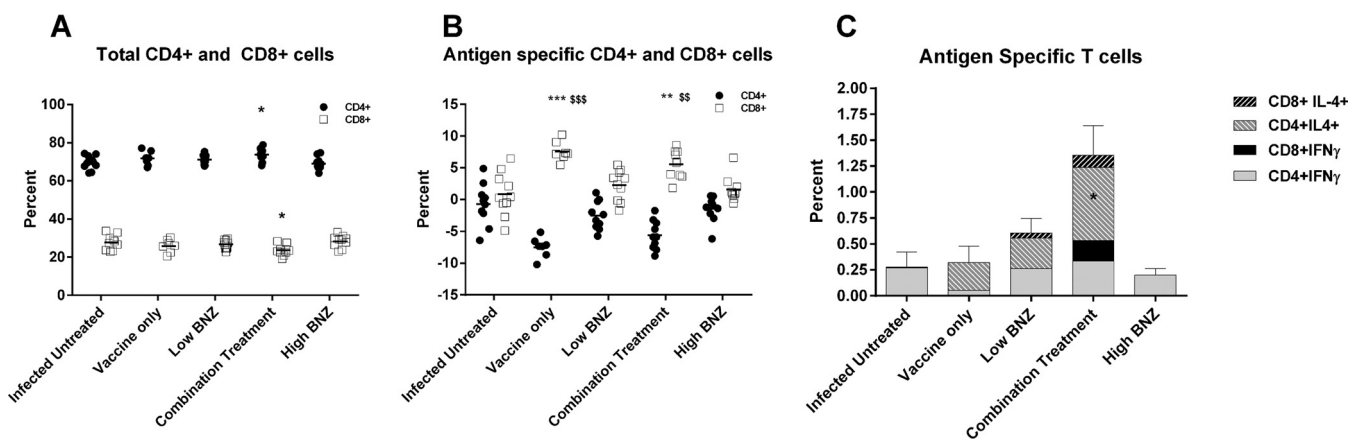 A
Total CD4+ and CD8+ cells
Percent
100
80
60
40
20
0
*
*
CD4+
CD8+
Infected Untreated
Vaccine only
Low BNZ
Combination Treatment
High BNZ
B
Antigen specific CD4+ and CD8+ cells
Percent
15
10
5
0
-5
-10
-15
*** $$$
** $$
CD4+
CD8+
Infected Untreated
Vaccine only
Low BNZ
Combination Treatment
High BNZ
C
Antigen Specific T cells
Percent
2.00
1.75
1.50
1.25
1.00
0.75
0.50
0.25
0.00
*
Infected Untreated
Vaccine only
Low BNZ
Combination Treatment
High BNZ
CD8+ IL-4+
CD4+IL4+
CD8+IFNγ
CD4+IFNγ